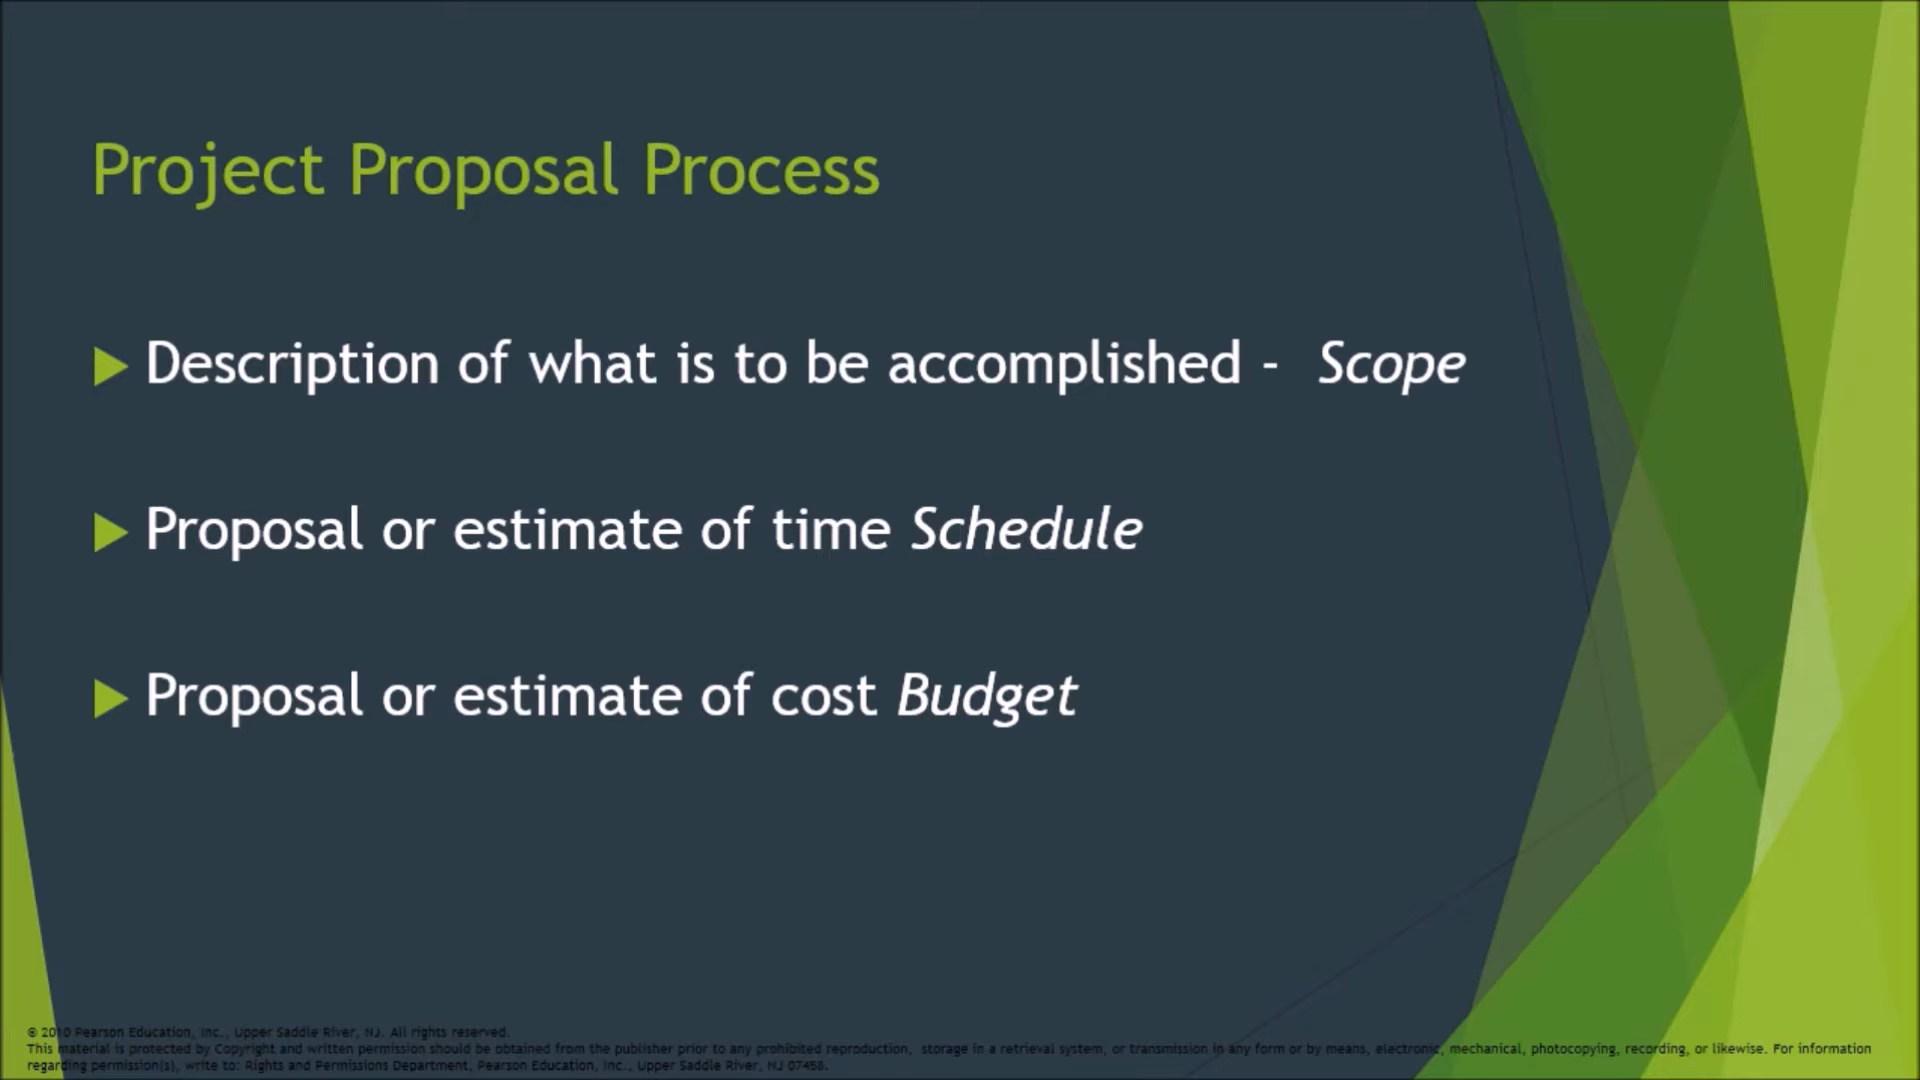 Project Proposal Process
Description of what is to be accomplished - Scope
Proposal or estimate of time Schedule
Proposal or estimate of cost Budget
© 2010 Pearson Education, Inc., Upper Saddle River, NJ. All rights reserved.
This material is protected by Copyright and written permission should be obtained from the publisher prior to any prohibited reproduction, storage in a retrieval system, or transmission in any form or by means, electronic, mechanical, photocopying, recording, or likewise. For information
regarding permission(s), write to: Rights and Permissions Department, Pearson Education, Inc., Upper Saddle River, NJ 07458.